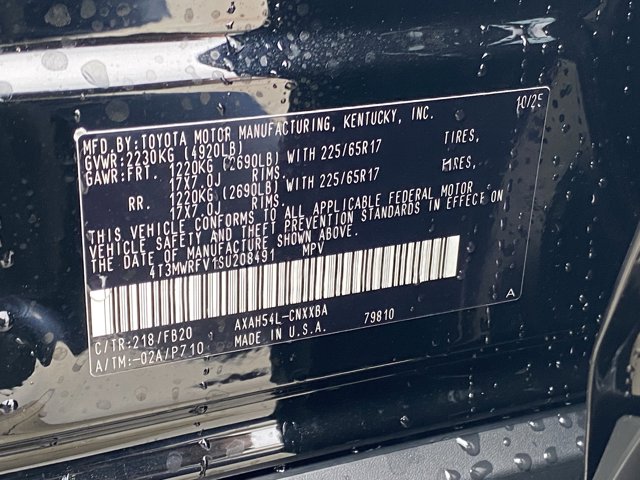 10/25
MFD.BY:TOYOTA MOTOR MANUFACTURING, KENTUCKY, INC.
GVWR:2230KG (4920LB)
GAWR:FRT. 1220KG (2690LB) WITH 225/65R17 TIRES,
17X7.0J RIMS.
RR. 1220KG (2690LB) WITH 225/65R17 TIRES,
17X7.0J RIMS.
THIS VEHICLE CONFORMS TO ALL APPLICABLE FEDERAL MOTOR
VEHICLE SAFETY AND THEFT PREVENTION STANDARDS IN EFFECT ON
THE DATE OF MANUFACTURE SHOWN ABOVE.
4T3MWRFV1SU208491 MPV
C/TR:218/FB20 AXAH54L-CNXXBA 79810 A
A/TM:-02A/P710 MADE IN U.S.A.